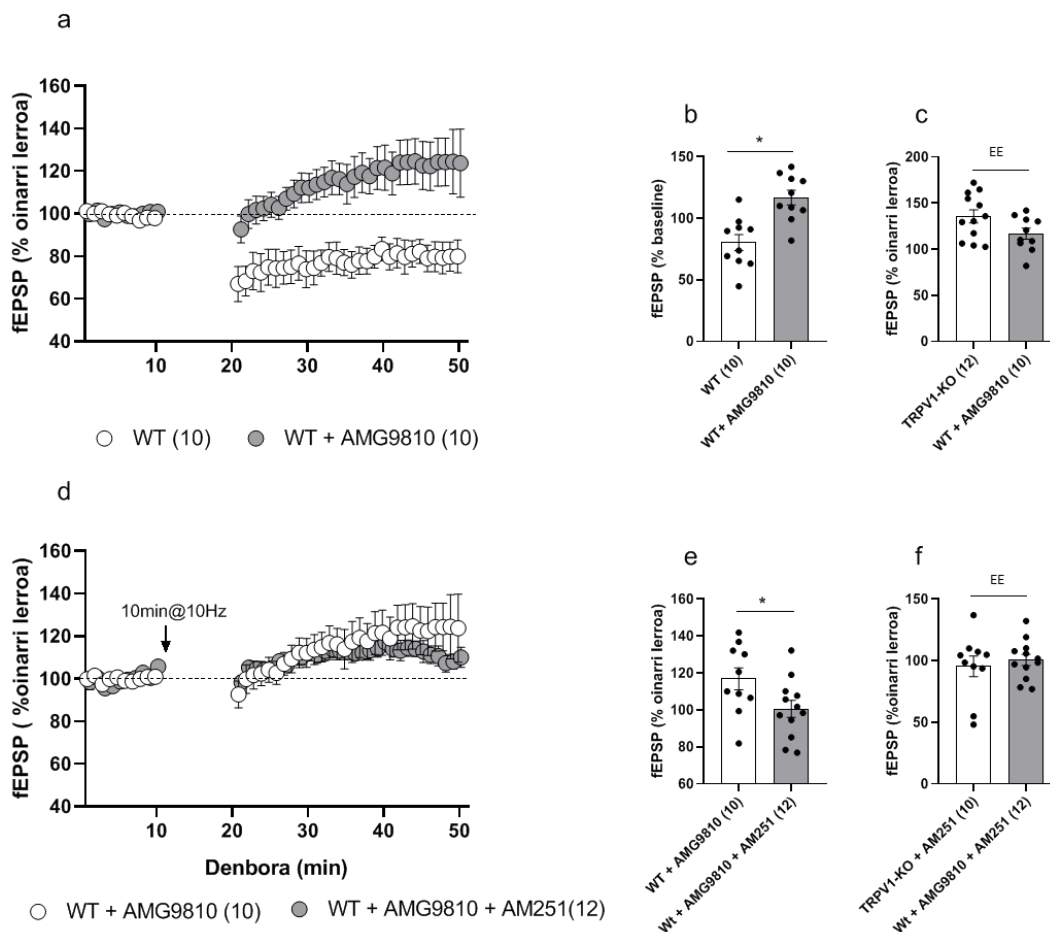 a
fEPSP (% oinarri lerroa)
160
140
120
100
80
60
40
10
20
30
40
50
WT (10)
WT + AMG9810 (10)
b
*
fEPSP (% baseline)
150
100
50
0
WT (10)
WT+ AMG9810 (10)
c
EE
fEPSP (% oinarri lerroa)
200
150
100
50
0
TRPV1-KO (12)
WT + AMG9810 (10)
d
fEPSP ( %oinarri lerroa)
160
140
120
100
80
60
40
10min@10Hz
10
20
30
40
50
Denbora (min)
WT + AMG9810 (10)
WT + AMG9810 + AM251(12)
e
*
fEPSP (% oinarri lerroa)
160
140
120
100
80
60
WT + AMG9810 (10)
Wt + AMG9810 + AM251 (12)
f
EE
fEPSP (%oinarri lerroa)
150
100
50
0
TRPV1-KO + AM251 (10)
Wt + AMG9810 + AM251 (12)